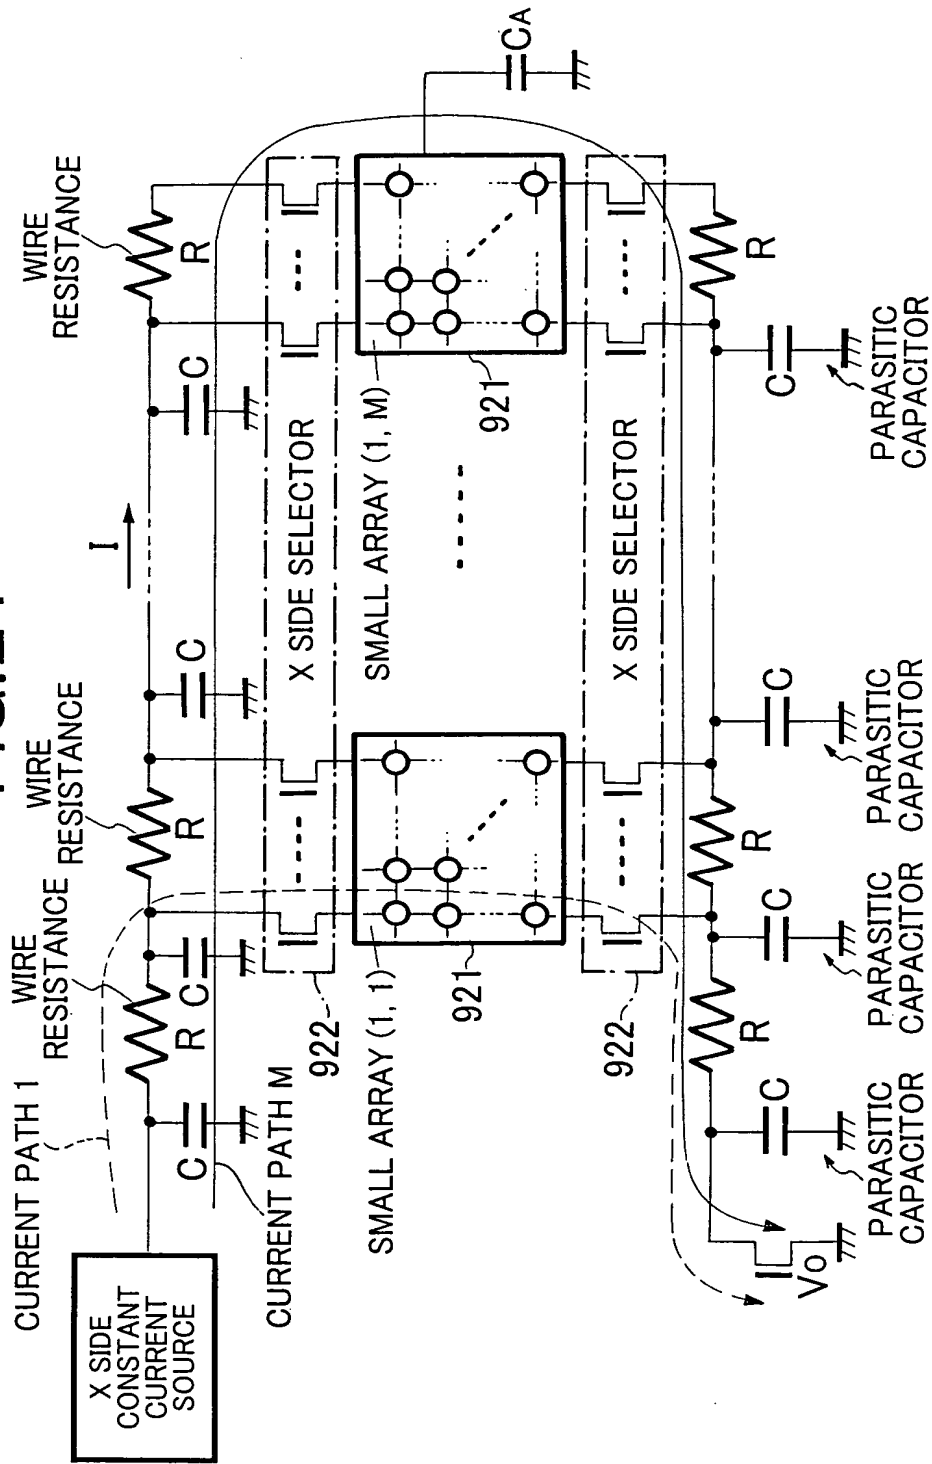 WIRE
RESISTANCE
WIRE
RESISTANCE
WIRE
RESISTANCE
CURRENT PATH 1
X SIDE
CONSTANT
CURRENT
SOURCE
I
R
R
R
C
C
C
C
CA
CURRENT PATH M
922
X SIDE SELECTOR
SMALL ARRAY (1, 1)
SMALL ARRAY (1, M)
921
921
922
X SIDE SELECTOR
R
R
R
Vo
C
C
C
C
PARASITIC
CAPACITOR
PARASITIC
CAPACITOR
PARASITIC
CAPACITOR
PARASITIC
CAPACITOR